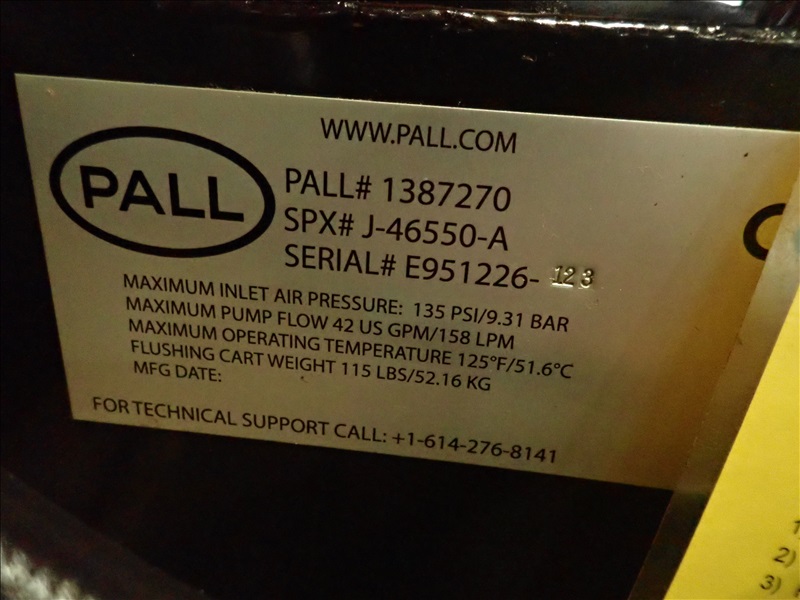 WWW.PALL.COM
PALL
PALL# 1387270
SPX# J-46550-A
SERIAL# E951226- 123
MAXIMUM INLET AIR PRESSURE: 135 PSI/9.31 BAR
MAXIMUM PUMP FLOW 42 US GPM/158 LPM
MAXIMUM OPERATING TEMPERATURE 125°F/51.6°C
FLUSHING CART WEIGHT 115 LBS/52.16 KG
MFG DATE:
FOR TECHNICAL SUPPORT CALL: +1-614-276-8141
2)
3)